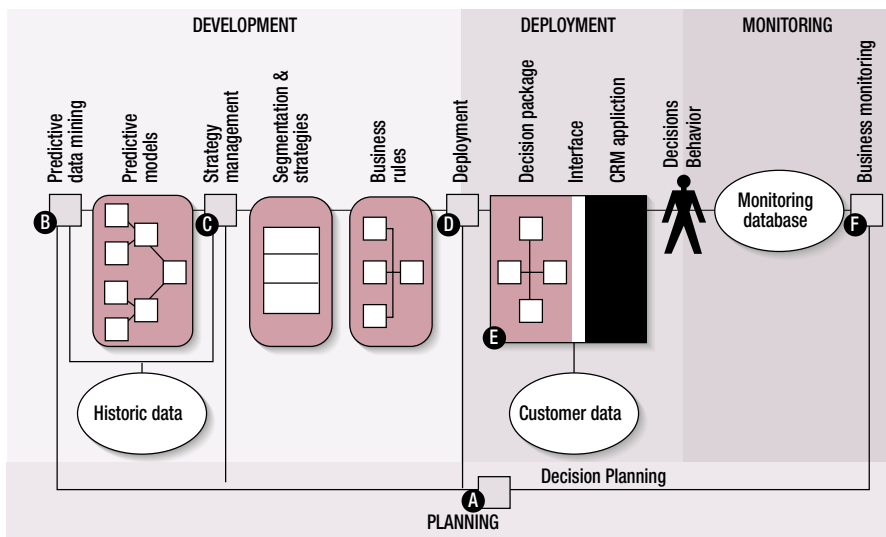 DEVELOPMENT
DEPLOYMENT
MONITORING
Predictive
data mining
Predictive
models
Strategy
management
Segmentation &
strategies
Business
rules
Deployment
Decision package
Interface
CRM appliction
Decisions
Behavior
Business monitoring
B
C
D
E
F
Monitoring
database
Historic data
Customer data
A
Decision Planning
PLANNING